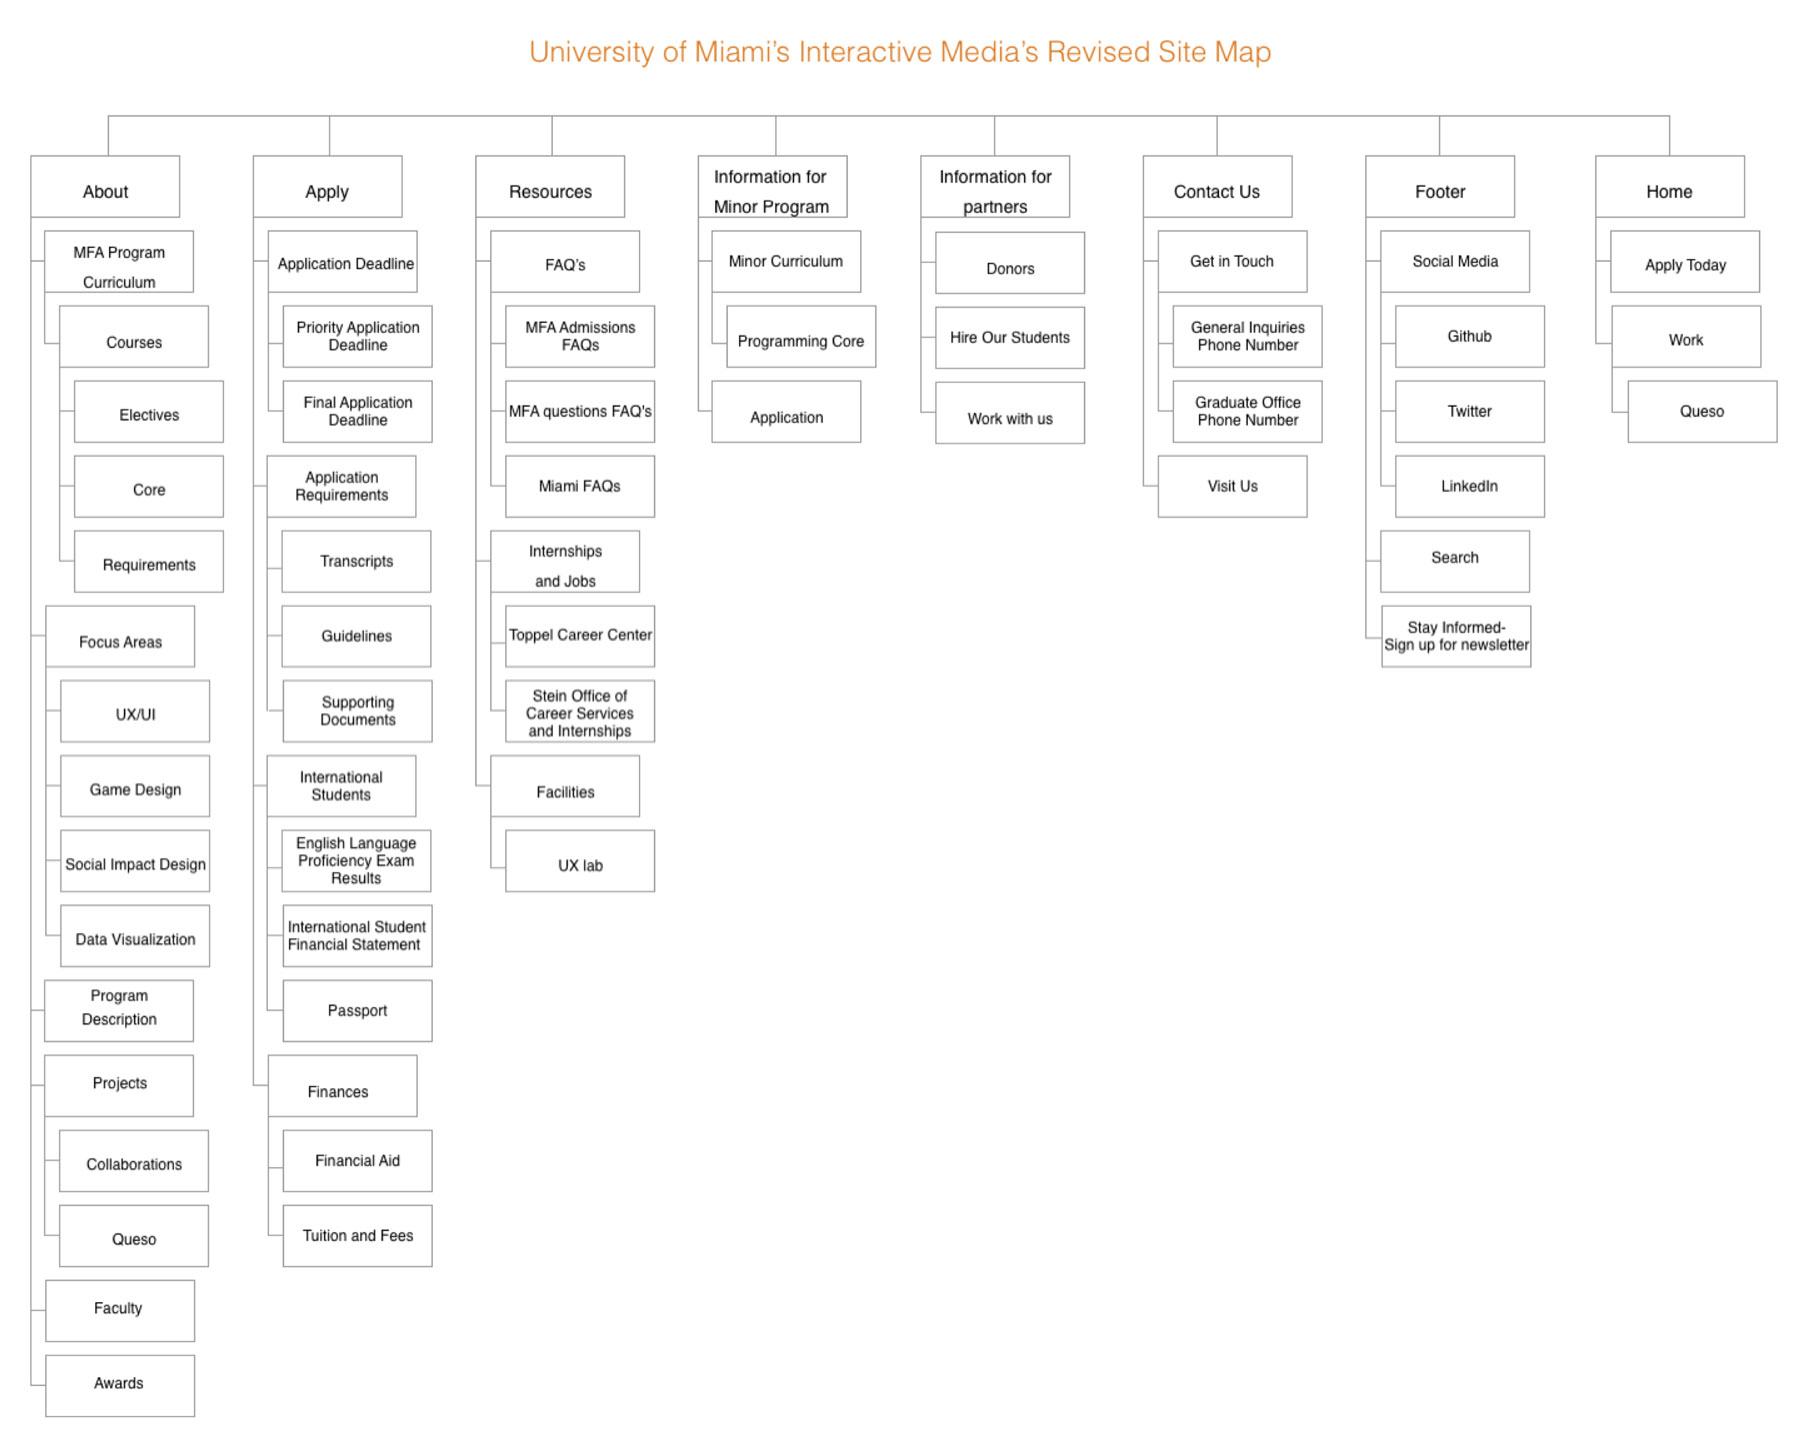 University of Miami’s Interactive Media’s Revised Site Map
About
MFA Program
Curriculum
Courses
Electives
Core
Requirements
Focus Areas
UX/UI
Game Design
Social Impact Design
Data Visualization
Program
Description
Projects
Collaborations
Queso
Faculty
Awards
Apply
Application Deadline
Priority Application
Deadline
Final Application
Deadline
Application
Requirements
Transcripts
Guidelines
Supporting
Documents
International
Students
English Language
Proficiency Exam
Results
International Student
Financial Statement
Passport
Finances
Financial Aid
Tuition and Fees
Resources
FAQ’s
MFA Admissions
FAQs
MFA questions FAQ's
Miami FAQs
Internships
and Jobs
Toppel Career Center
Stein Office of
Career Services
and Internships
Facilities
UX lab
Information for
Minor Program
Minor Curriculum
Programming Core
Application
Information for
partners
Donors
Hire Our Students
Work with us
Contact Us
Get in Touch
General Inquiries
Phone Number
Graduate Office
Phone Number
Visit Us
Footer
Social Media
Github
Twitter
LinkedIn
Search
Stay Informed-
Sign up for newsletter
Home
Apply Today
Work
Queso